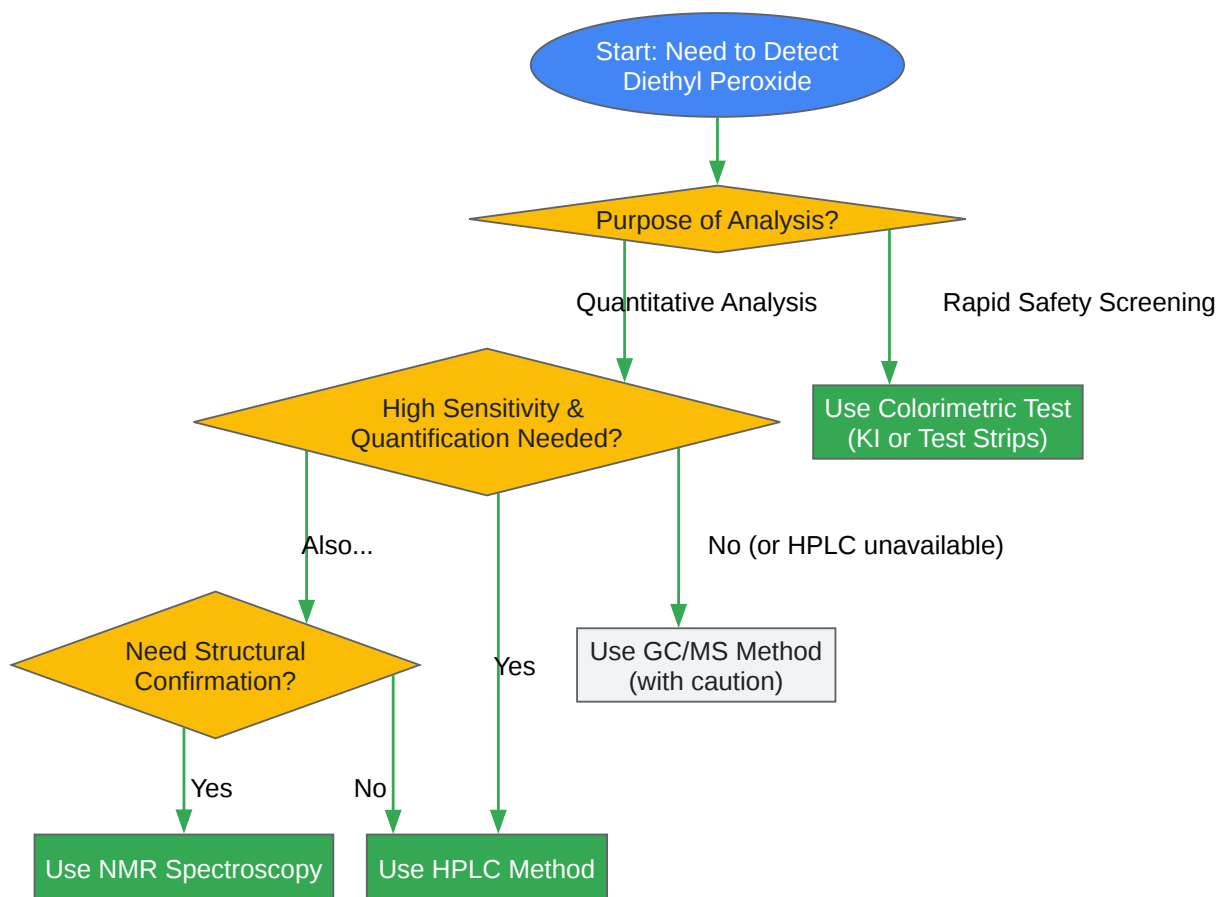 Start: Need to Detect
Diethyl Peroxide
Purpose of Analysis?
Quantitative Analysis
Rapid Safety Screening
High Sensitivity &
Quantification Needed?
Use Colorimetric Test
(KI or Test Strips)
Also...
No (or HPLC unavailable)
Need Structural
Confirmation?
Yes
Use GC/MS Method
(with caution)
Yes
No
Use NMR Spectroscopy
Use HPLC Method